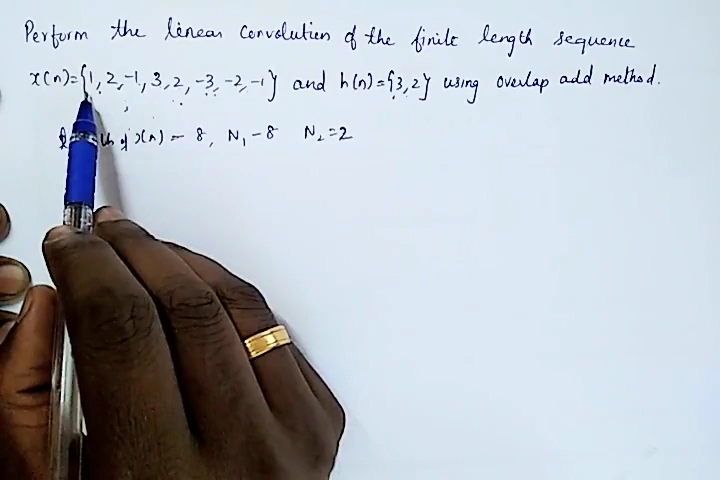 Perform the linear Convolution of the finite length sequence
x(n)={1, 2, -1, 3, 2, -3, -2, -1} and h(n)={3, 2} using overlap add method.
of x(n) = 8, N₁ - 8 N₂ = 2